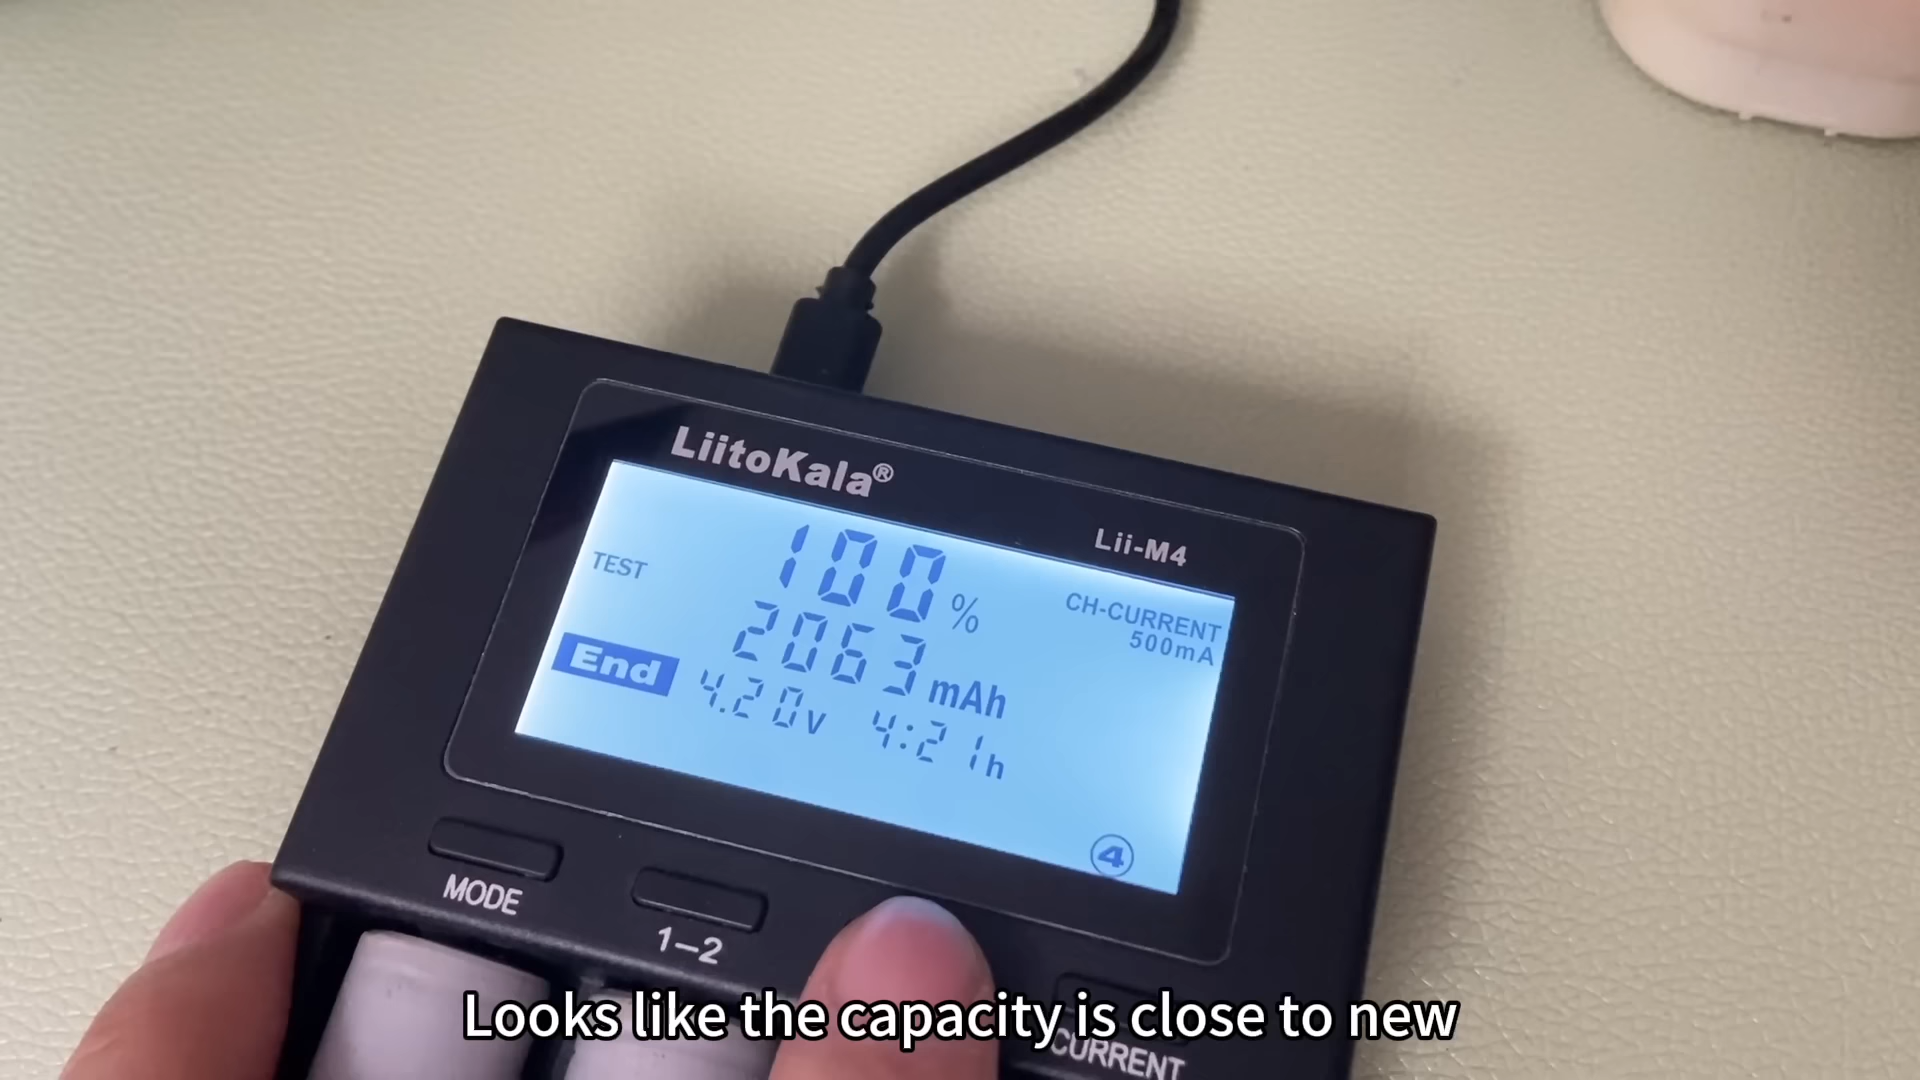 LiitoKala®
Lii-M4
TEST
100 %
CH-CURRENT
500mA
2063 mAh
End
4.20v 4:21h
4
MODE
1–2
CURRENT
Looks like the capacity is close to new